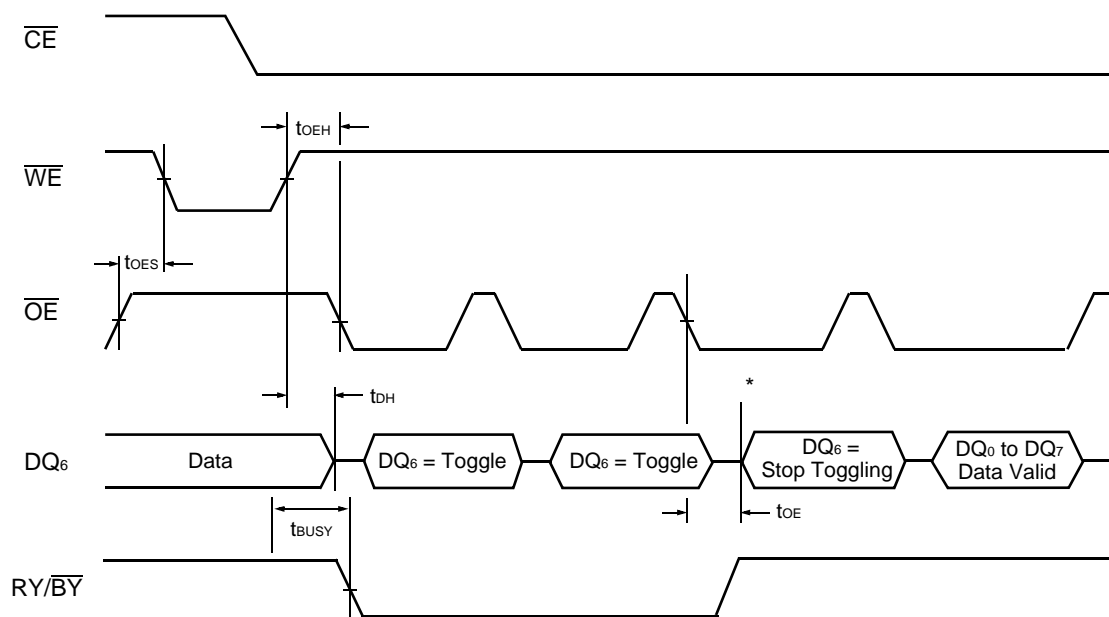 CE
tOEH
WE
tOES
OE
*
tDH
DQ6
Data
DQ6 = Toggle
DQ6 = Toggle
DQ6 =
Stop Toggling
DQ0 to DQ7
Data Valid
tBUSY
tOE
RY/BY